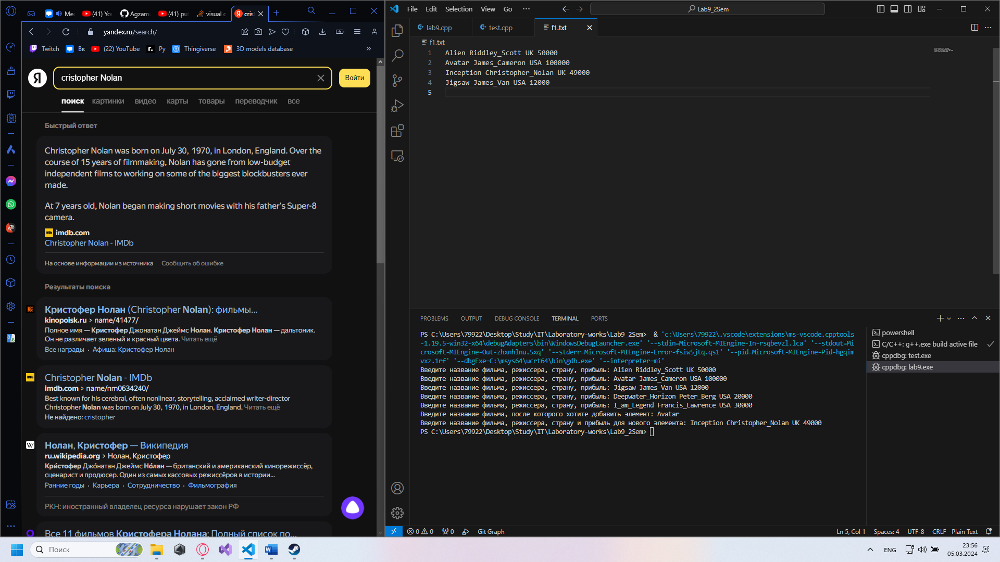 Me
(41) Yo
Agzam
(41) pu
visual c
cris
yandex.ru/search/
Twitch
Вк
(22) YouTube
Py
Thingiverse
3D models database
cristopher Nolan
Войти
поиск картинки видео карты товары переводчик все
Быстрый ответ
Christopher Nolan was born on July 30, 1970, in London, England. Over the
course of 15 years of filmmaking, Nolan has gone from low-budget
independent films to working on some of the biggest blockbusters ever
made.
At 7 years old, Nolan began making short movies with his father's Super-8
camera.
imdb.com
Christopher Nolan - IMDb
На основе информации из источника Сообщить об ошибке
Результаты поиска
Кристофер Нолан (Christopher Nolan): фильмы...
kinopoisk.ru › name/41477/
Полное имя — Кристофер Джонатан Джеймс Нолан. Кристофер Нолан — дальтоник.
Он не различает зеленый и красный цвета. Читать ещё
Все награды · Афиша: Кристофер Нолан
Christopher Nolan - IMDb
imdb.com › name/nm0634240/
Best known for his cerebral, often nonlinear, storytelling, acclaimed writer-director
Christopher Nolan was born on July 30, 1970, in London, England. Читать ещё
Не найдено: cristopher
Нолан, Кристофер — Википедия
ru.wikipedia.org › Нолан, Кристофер
Кри́стофер Джо́натан Джеймс Но́лан — британский и американский кинорежиссёр,
сценарист и продюсер. Один из самых кассовых режиссёров в истории...
Ранние годы · Карьера · Сотрудничество · Фильмография
РКН: иностранный владелец ресурса нарушает закон РФ
Все 11 фильмов Кристофера Нолана: Полный список по...
File Edit Selection View Go ···
Lab9_2Sem
lab9.cpp
test.cpp
f1.txt
f1.txt
1 Alien Riddley_Scott UK 50000
2 Avatar James_Cameron USA 100000
3 Inception Christopher_Nolan UK 49000
4 Jigsaw James_Van USA 12000
5
PROBLEMS OUTPUT DEBUG CONSOLE TERMINAL PORTS
PS C:\Users\79922\Desktop\Study\IT\Laboratory-works\Lab9_2Sem> & 'c:\Users\79922\.vscode\extensions\ms-vscode.cpptools
-1.19.5-win32-x64\debugAdapters\bin\WindowsDebugLauncher.exe' '--stdin=Microsoft-MIEngine-In-rsqbevzl.lca' '--stdout=Mi
crosoft-MIEngine-Out-zhxnhlnu.5xq' '--stderr=Microsoft-MIEngine-Error-fsiw5jtq.qs1' '--pid=Microsoft-MIEngine-Pid-hgqim
vxz.1rf' '--dbgExe=C:\msys64\ucrt64\bin\gdb.exe' '--interpreter=mi'
Введите название фильма, режиссера, страну, прибыль: Alien Riddley_Scott UK 50000
Введите название фильма, режиссера, страну, прибыль: Avatar James_Cameron USA 100000
Введите название фильма, режиссера, страну, прибыль: Jigsaw James_Van USA 12000
Введите название фильма, режиссера, страну, прибыль: Deepwater_Horizon Peter_Berg USA 20000
Введите название фильма, режиссера, страну, прибыль: I_am_Legend Francis_Lawrence USA 30000
Введите название фильма, после которого хотите добавить элемент: Avatar
Введите название фильма, режиссера, страну и прибыль для нового элемента: Inception Christopher_Nolan UK 49000
PS C:\Users\79922\Desktop\Study\IT\Laboratory-works\Lab9_2Sem>
powershell
C/C++: g++.exe build active file
cppdbg: test.exe
cppdbg: lab9.exe
0 0
0
Git Graph
Ln 5, Col 1 Spaces: 4 UTF-8 CRLF Plain Text
Поиск
ENG
23:56
05.03.2024